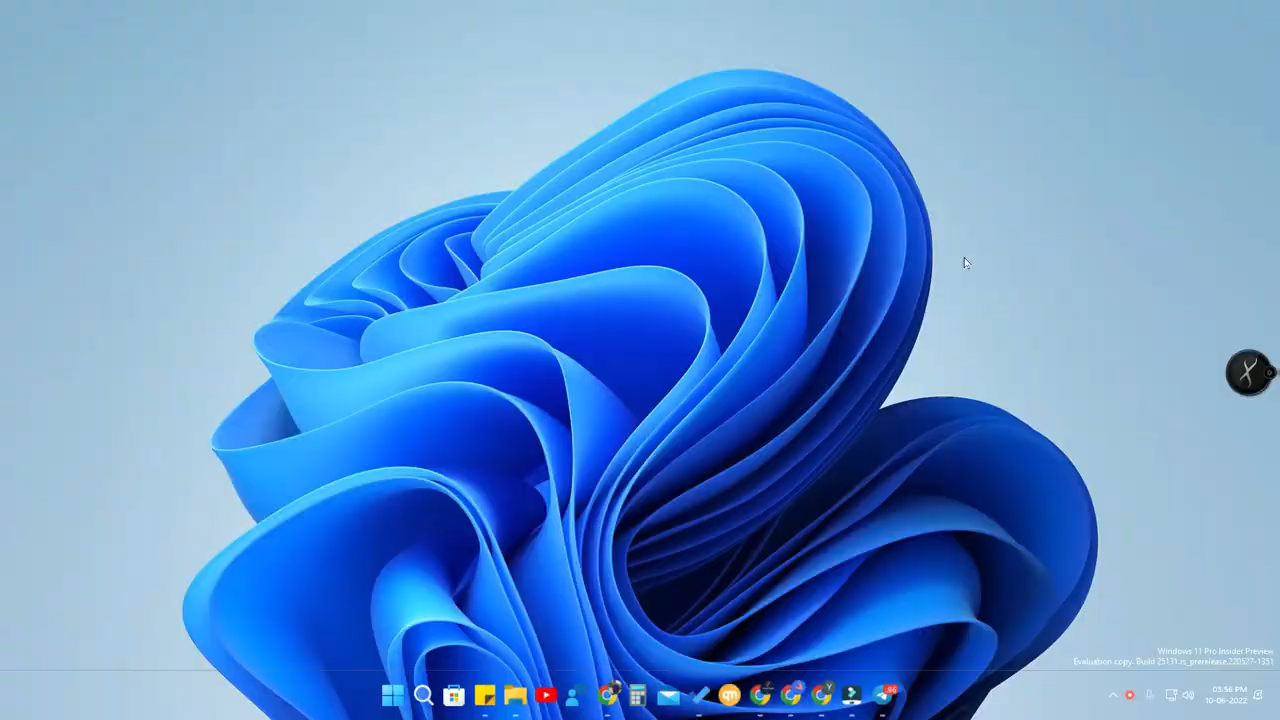 Windows 11 Pro Insider Preview
Evaluation copy. Build 25131.rs_prerelease.220527-1351
03:56 PM
10-06-2022